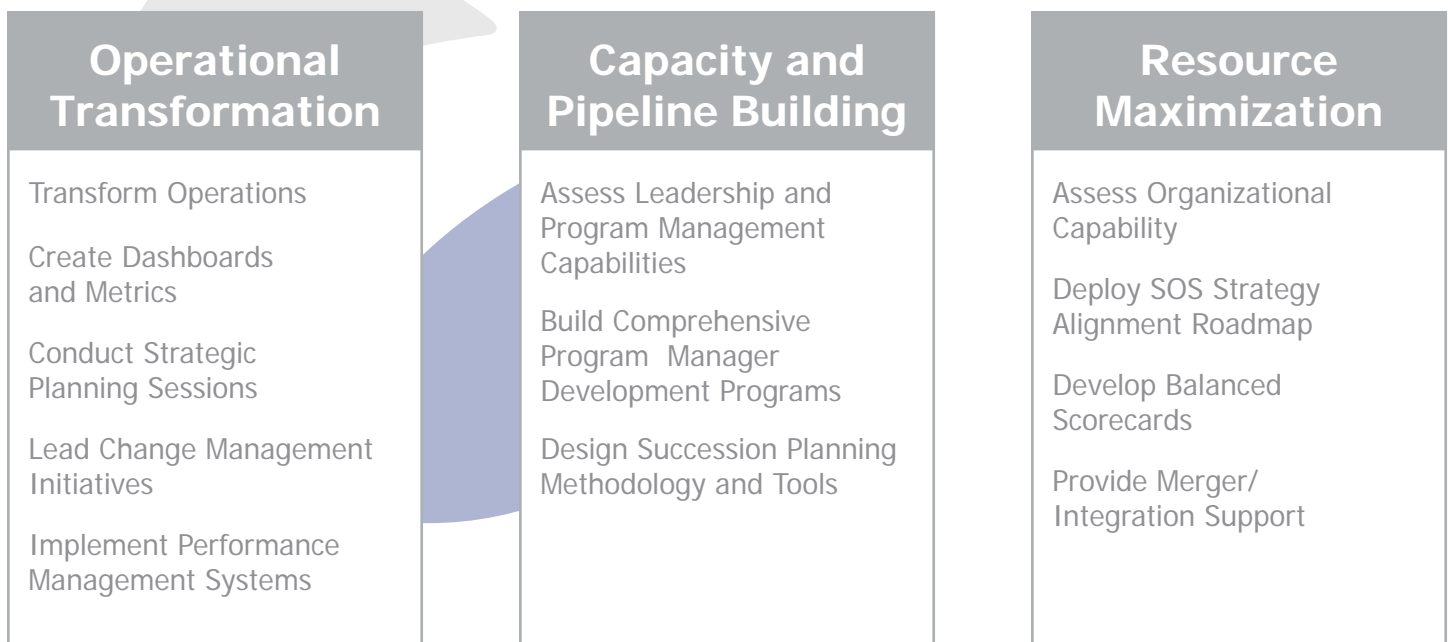 Operational
Transformation
Transform Operations
Create Dashboards
and Metrics
Conduct Strategic
Planning Sessions
Lead Change Management
Initiatives
Implement Performance
Management Systems
Capacity and
Pipeline Building
Assess Leadership and
Program Management
Capabilities
Build Comprehensive
Program  Manager
Development Programs
Design Succession Planning
Methodology and Tools
Resource
Maximization
Assess Organizational
Capability
Deploy SOS Strategy
Alignment Roadmap
Develop Balanced
Scorecards
Provide Merger/
Integration Support